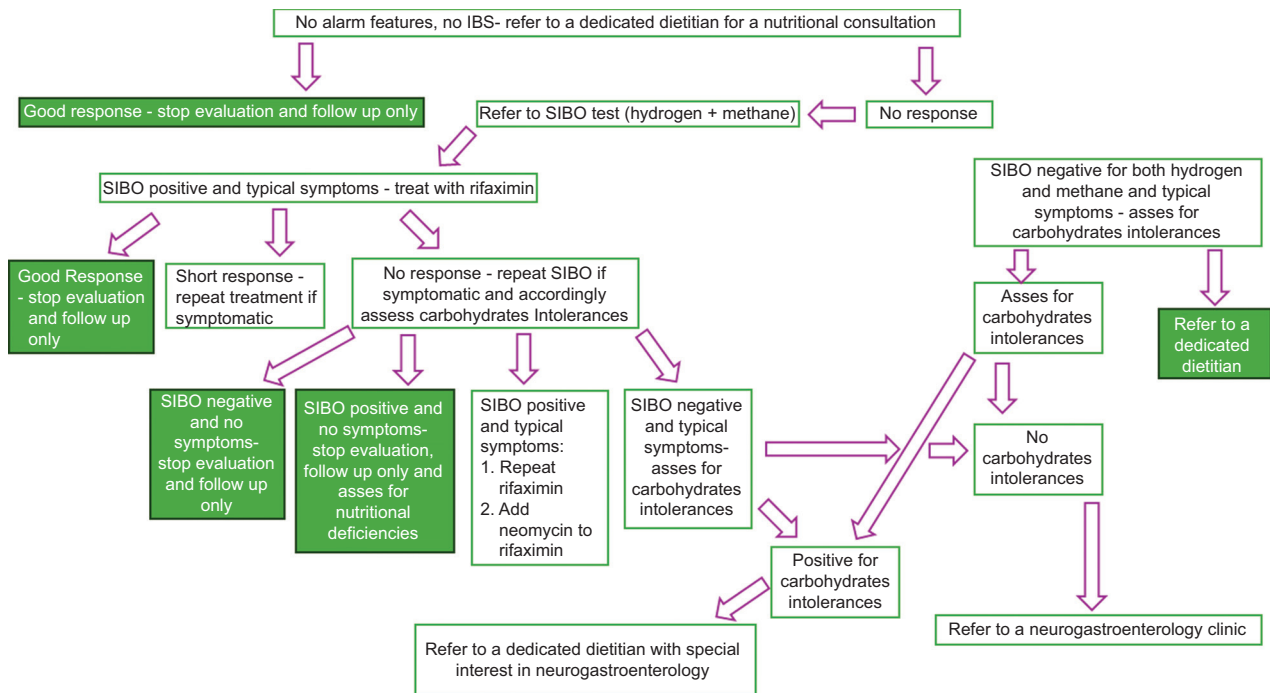 No alarm features, no IBS- refer to a dedicated dietitian for a nutritional consultation
Good response - stop evaluation and follow up only
Refer to SIBO test (hydrogen + methane)
No response
SIBO positive and typical symptoms - treat with rifaximin
SIBO negative for both hydrogen
and methane and typical
symptoms - asses for
carbohydrates intolerances
Good Response
- stop evaluation
and follow up
only
Short response -
repeat treatment if
symptomatic
No response - repeat SIBO if
symptomatic and accordingly
assess carbohydrates Intolerances
Asses for
carbohydrates
intolerances
Refer to a
dedicated
dietitian
SIBO negative
and no
symptoms-
stop evaluation
and follow up
only
SIBO positive and
no symptoms-
stop evaluation,
follow up only and
asses for
nutritional
deficiencies
SIBO positive
and typical
symptoms:
1. Repeat
rifaximin
2. Add
neomycin to
rifaximin
SIBO negative
and typical
symptoms-
asses for
carbohydrates
intolerances
No
carbohydrates
intolerances
Positive for
carbohydrates
intolerances
Refer to a dedicated dietitian with special
interest in neurogastroenterology
Refer to a neurogastroenterology clinic